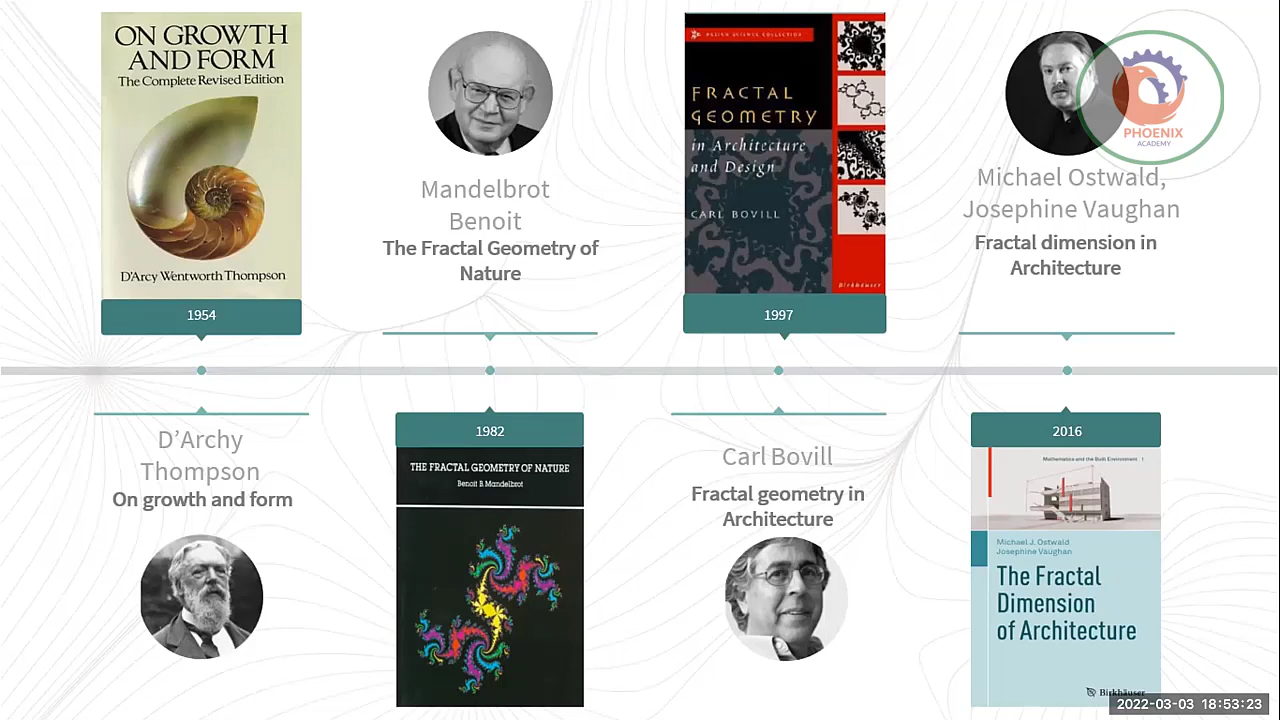 ON GROWTH
AND FORM
The Complete Revised Edition
D'ARCY WENTWORTH THOMPSON
1954
D'Archy
Thompson
On growth and form
Mandelbrot
Benoit
The Fractal Geometry of
Nature
1982
THE FRACTAL GEOMETRY OF NATURE
Benoit B. Mandelbrot
DESIGN SCIENCE COLLECTION
FRACTAL
GEOMETRY
in Architecture
and Design
CARL BOVILL
Birkhäuser
1997
Carl Bovill
Fractal geometry in
Architecture
PHOENIX
ACADEMY
Michael Ostwald,
Josephine Vaughan
Fractal dimension in
Architecture
2016
Mathematics and the Built Environment 1
Michael J. Ostwald
Josephine Vaughan
The Fractal
Dimension
of Architecture
Birkhäuser
2022-03-03 18:53:23